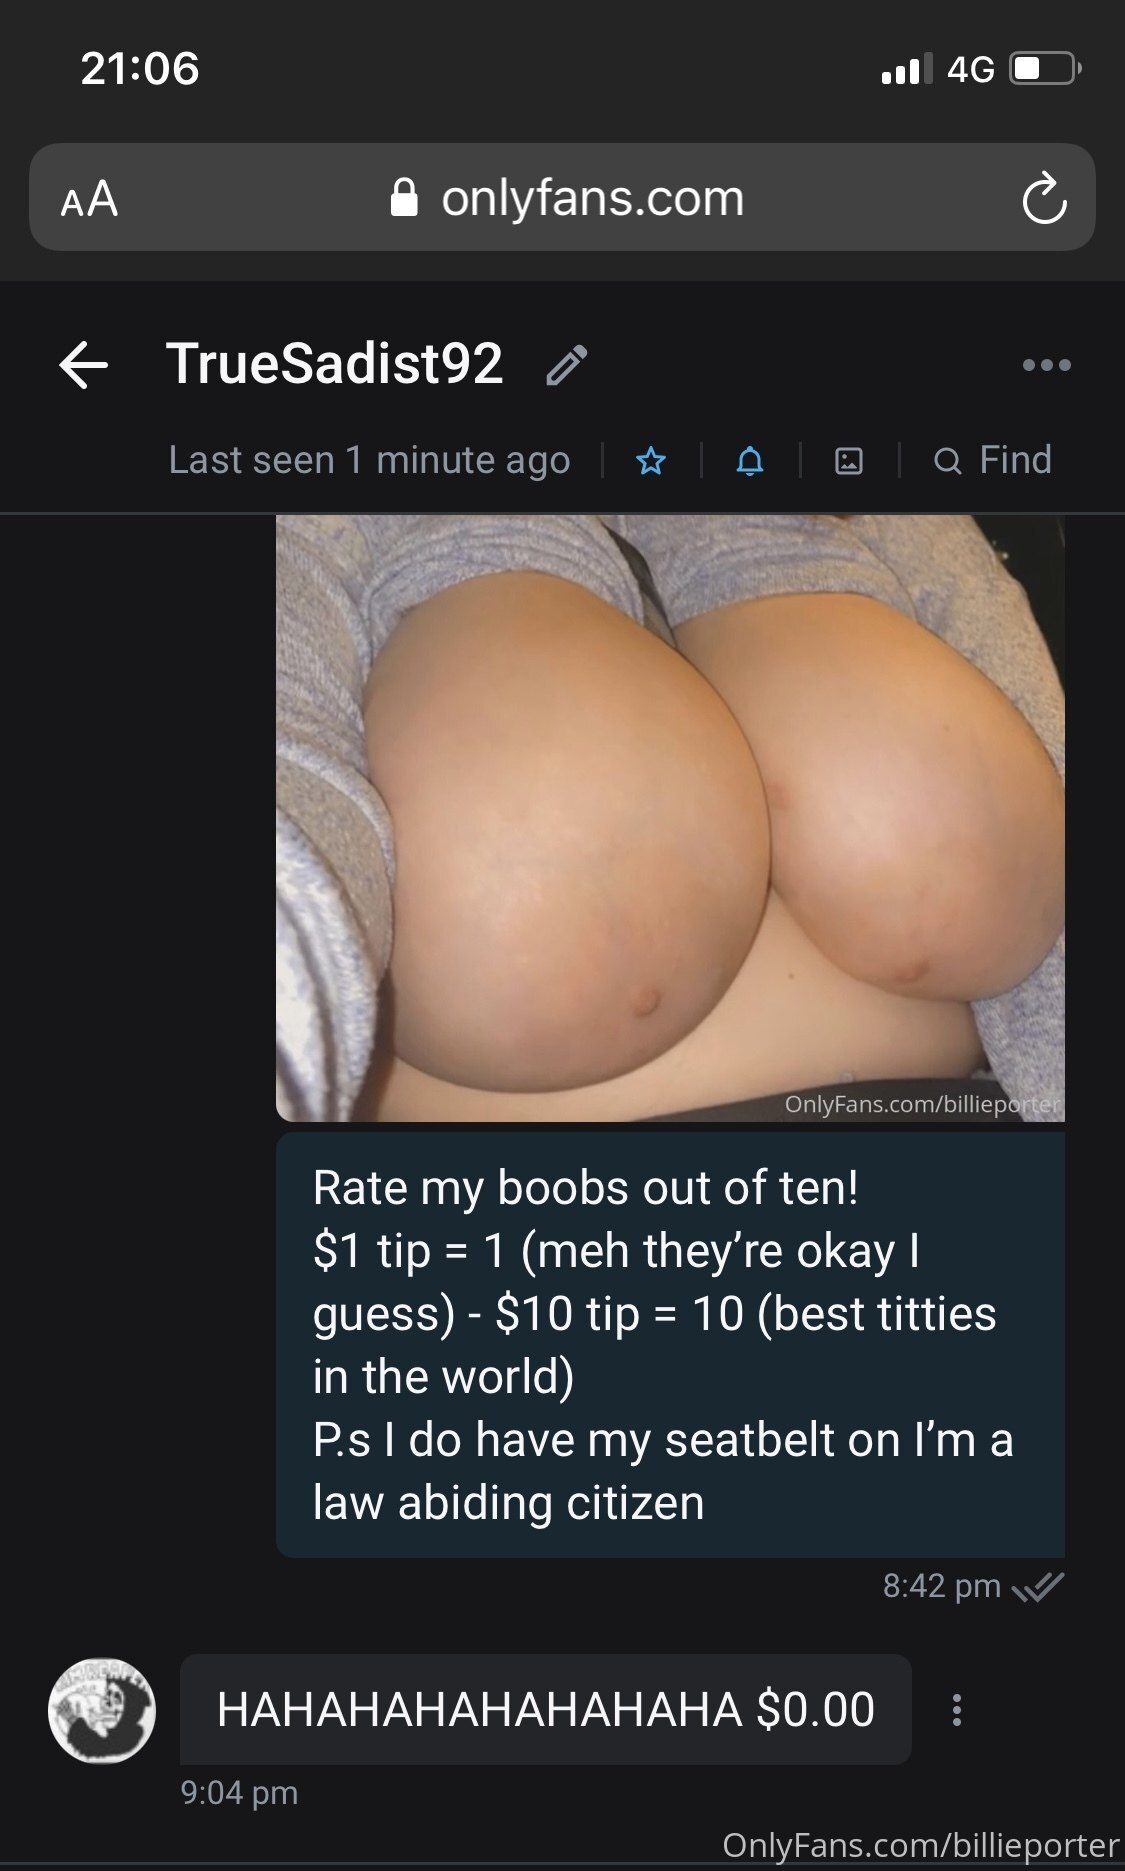 21:06
4G
AA
onlyfans.com
TrueSadist92
Last seen 1 minute ago
Find
OnlyFans.com/billieporter
Rate my boobs out of ten!
$1 tip = 1 (meh they’re okay I
guess) - $10 tip = 10 (best titties
in the world)
P.s I do have my seatbelt on I’m a
law abiding citizen
8:42 pm
HAHAHAHAHAHAHAHA $0.00
9:04 pm
OnlyFans.com/billieporter